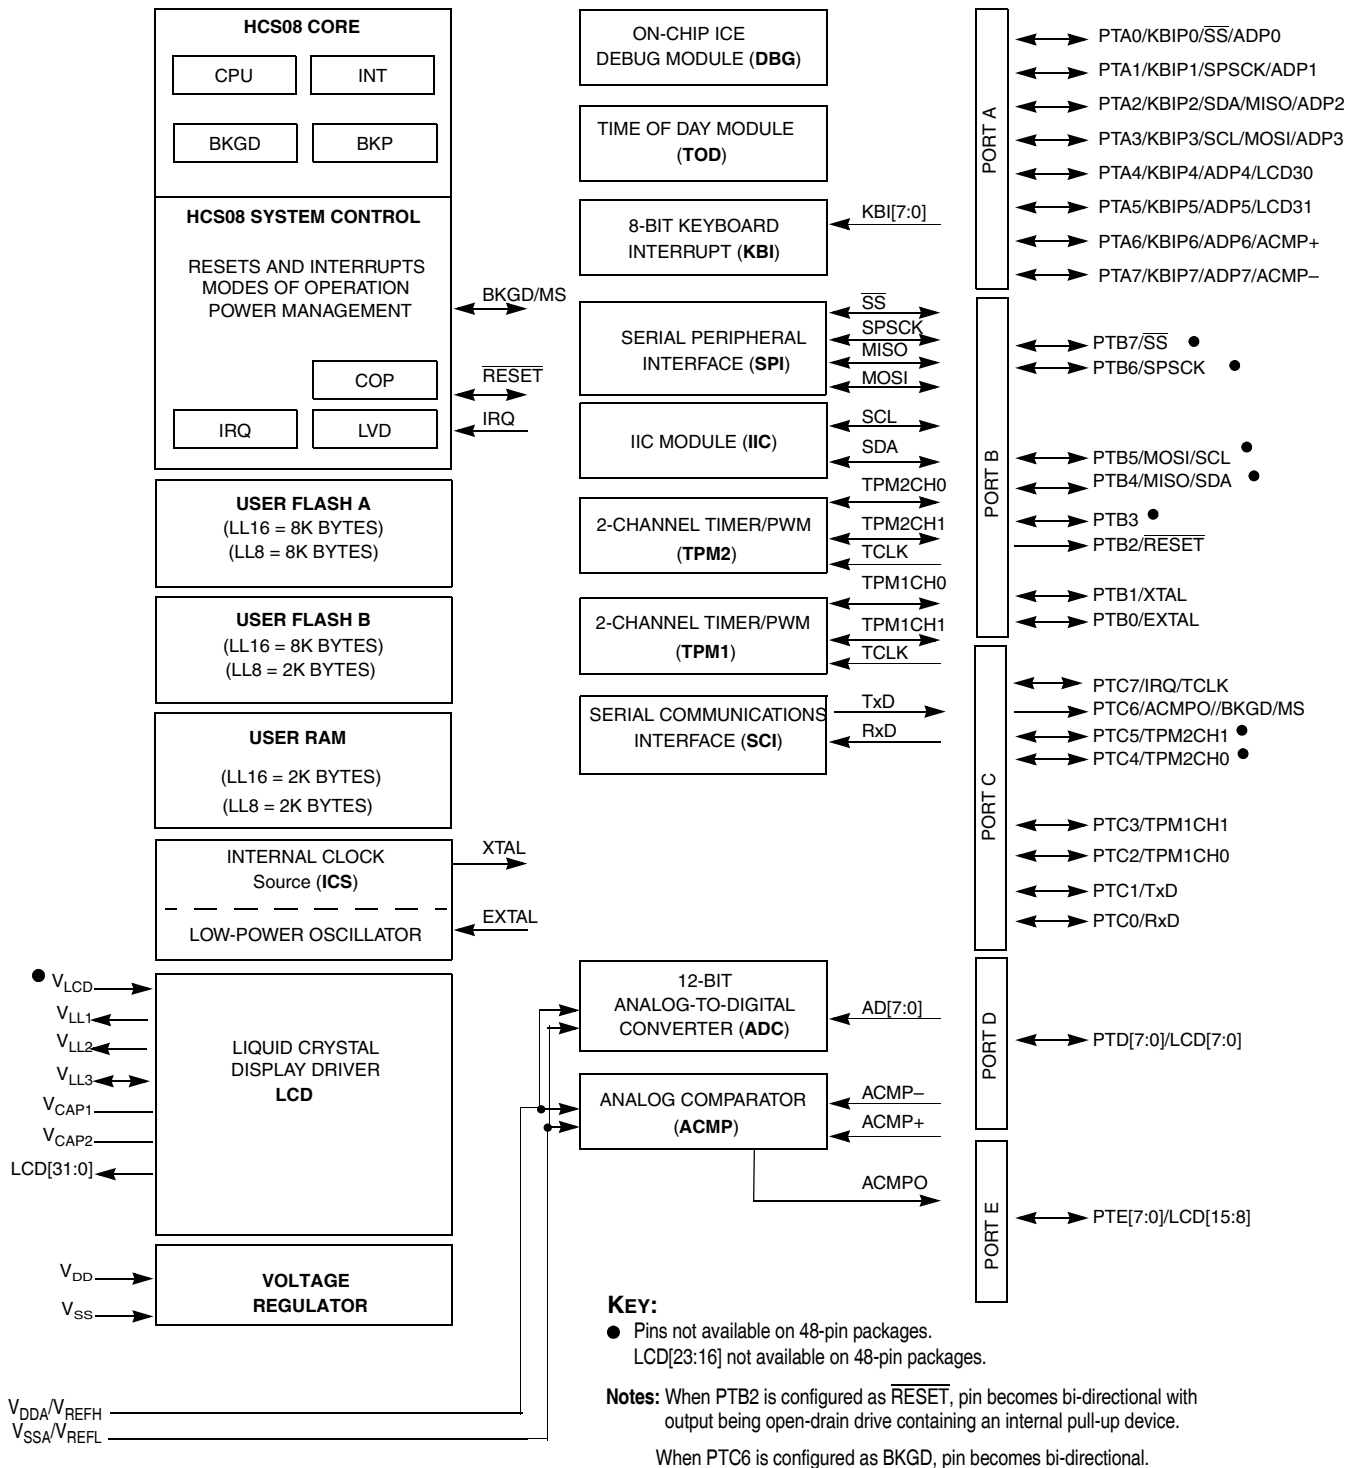 HCS08 CORE
CPU
INT
BKGD
BKP
HCS08 SYSTEM CONTROL
RESETS AND INTERRUPTS
MODES OF OPERATION
POWER MANAGEMENT
COP
IRQ
LVD
BKGD/MS
RESET
IRQ
USER FLASH A
(LL16 = 8K BYTES)
(LL8 = 8K BYTES)
USER FLASH B
(LL16 = 8K BYTES)
(LL8 = 2K BYTES)
USER RAM
(LL16 = 2K BYTES)
(LL8 = 2K BYTES)
INTERNAL CLOCK
Source (ICS)
LOW-POWER OSCILLATOR
XTAL
EXTAL
● VLCD
VLL1
VLL2
VLL3
VCAP1
VCAP2
LCD[31:0]
LIQUID CRYSTAL
DISPLAY DRIVER
LCD
VDD
VSS
VOLTAGE
REGULATOR
VDDA/VREFH
VSSA/VREFL
ON-CHIP ICE
DEBUG MODULE (DBG)
TIME OF DAY MODULE
(TOD)
8-BIT KEYBOARD
INTERRUPT (KBI)
KBI[7:0]
SERIAL PERIPHERAL
INTERFACE (SPI)
SS
SPSCK
MISO
MOSI
IIC MODULE (IIC)
SCL
SDA
2-CHANNEL TIMER/PWM
(TPM2)
TPM2CH0
TPM2CH1
TCLK
2-CHANNEL TIMER/PWM
(TPM1)
TPM1CH0
TPM1CH1
TCLK
SERIAL COMMUNICATIONS
INTERFACE (SCI)
TxD
RxD
12-BIT
ANALOG-TO-DIGITAL
CONVERTER (ADC)
AD[7:0]
ANALOG COMPARATOR
(ACMP)
ACMP–
ACMP+
ACMPO
PORT A
PTA0/KBIP0/SS/ADP0
PTA1/KBIP1/SPSCK/ADP1
PTA2/KBIP2/SDA/MISO/ADP2
PTA3/KBIP3/SCL/MOSI/ADP3
PTA4/KBIP4/ADP4/LCD30
PTA5/KBIP5/ADP5/LCD31
PTA6/KBIP6/ADP6/ACMP+
PTA7/KBIP7/ADP7/ACMP–
PORT B
PTB7/SS ●
PTB6/SPSCK ●
PTB5/MOSI/SCL ●
PTB4/MISO/SDA ●
PTB3 ●
PTB2/RESET
PTB1/XTAL
PTB0/EXTAL
PORT C
PTC7/IRQ/TCLK
PTC6/ACMPO//BKGD/MS
PTC5/TPM2CH1 ●
PTC4/TPM2CH0 ●
PTC3/TPM1CH1
PTC2/TPM1CH0
PTC1/TxD
PTC0/RxD
PORT D
PTD[7:0]/LCD[7:0]
PORT E
PTE[7:0]/LCD[15:8]
KEY:
● Pins not available on 48-pin packages.
LCD[23:16] not available on 48-pin packages.
Notes: When PTB2 is configured as RESET, pin becomes bi-directional with
output being open-drain drive containing an internal pull-up device.
When PTC6 is configured as BKGD, pin becomes bi-directional.